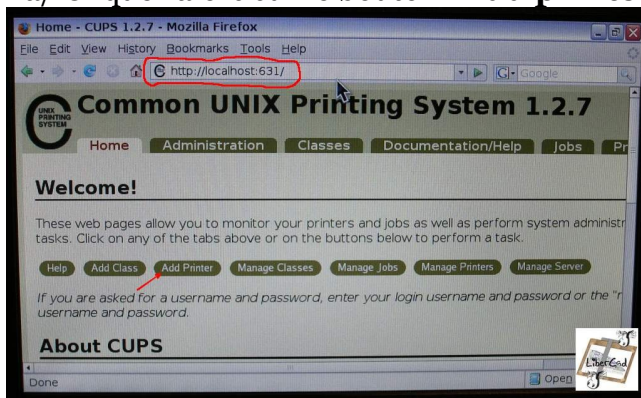 Home - CUPS 1.2.7 - Mozilla Firefox
File Edit View History Bookmarks Tools Help
http://localhost:631/
Google
UNIX PRINTING SYSTEM
Common UNIX Printing System 1.2.7
Home Administration Classes Documentation/Help Jobs Pr
Welcome!
These web pages allow you to monitor your printers and jobs as well as perform system administr
tasks. Click on any of the tabs above or on the buttons below to perform a task.
Help Add Class Add Printer Manage Classes Manage Jobs Manage Printers Manage Server
If you are asked for a username and password, enter your login username and password or the "r
username and password.
About CUPS
Done
Open
LiberCad